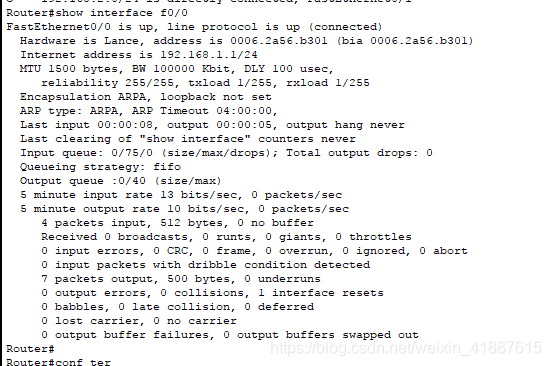 Router#show interface f0/0
FastEthernet0/0 is up, line protocol is up (connected)
  Hardware is Lance, address is 0006.2a56.b301 (bia 0006.2a56.b301)
  Internet address is 192.168.1.1/24
  MTU 1500 bytes, BW 100000 Kbit, DLY 100 usec,
     reliability 255/255, txload 1/255, rxload 1/255
  Encapsulation ARPA, loopback not set
  ARP type: ARPA, ARP Timeout 04:00:00,
  Last input 00:00:08, output 00:00:05, output hang never
  Last clearing of "show interface" counters never
  Input queue: 0/75/0 (size/max/drops); Total output drops: 0
  Queueing strategy: fifo
  Output queue :0/40 (size/max)
  5 minute input rate 13 bits/sec, 0 packets/sec
  5 minute output rate 10 bits/sec, 0 packets/sec
     4 packets input, 512 bytes, 0 no buffer
     Received 0 broadcasts, 0 runts, 0 giants, 0 throttles
     0 input errors, 0 CRC, 0 frame, 0 overrun, 0 ignored, 0 abort
     0 input packets with dribble condition detected
     7 packets output, 500 bytes, 0 underruns
     0 output errors, 0 collisions, 1 interface resets
     0 babbles, 0 late collision, 0 deferred
     0 lost carrier, 0 no carrier
     0 output buffer failures, 0 output buffers swapped out
Router#
https://blog.csdn.net/weixin_41887615
Router#conf ter